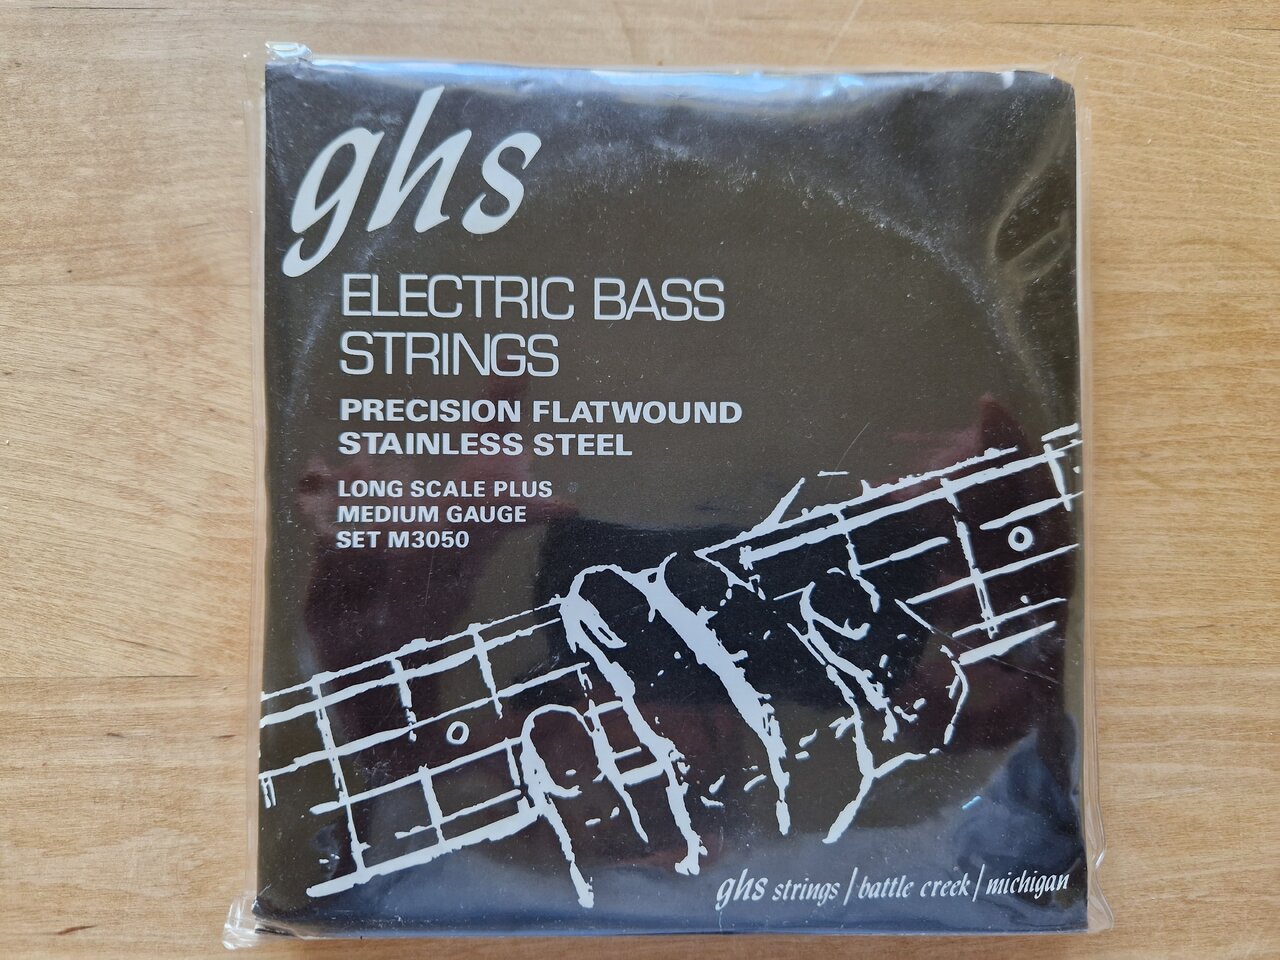 ghs
ELECTRIC BASS
STRINGS
PRECISION FLATWOUND
STAINLESS STEEL
LONG SCALE PLUS
MEDIUM GAUGE
SET M3050
ghs strings/battle creek/michigan